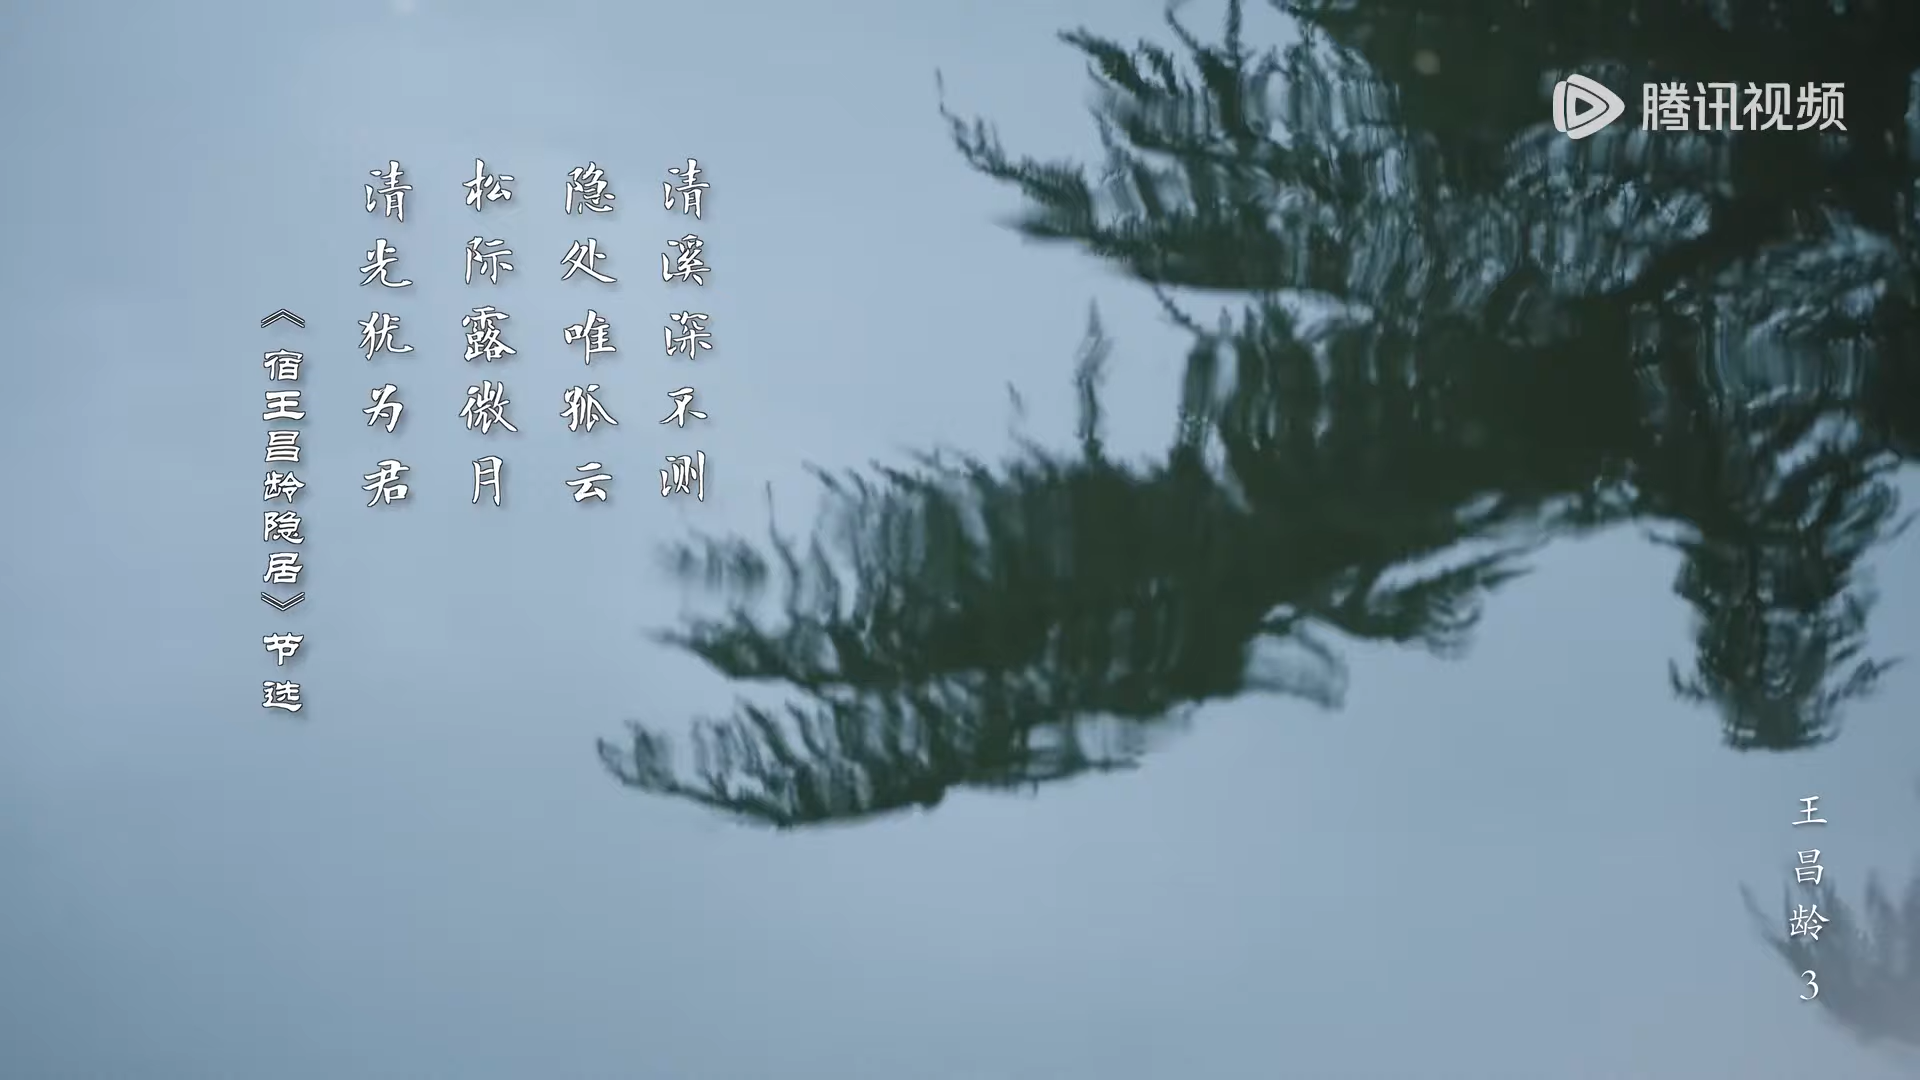 腾讯视频
清溪深不测
隐处唯孤云
松际露微月
清光犹为君
《宿王昌龄隐居》节选
王昌龄 3